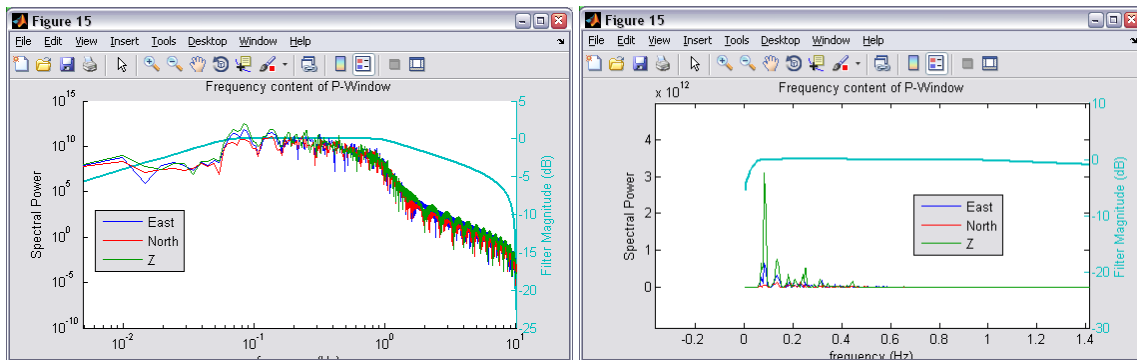 Figure 15
File Edit View Insert Tools Desktop Window Help
Frequency content of P-Window
10^15
10^10
10^5
10^0
10^-5
10^-10
Spectral Power
East
North
Z
10^-2
10^-1
10^0
10^1
5
0
-5
-10
-15
-20
-25
Filter Magnitude (dB)
Figure 15
File Edit View Insert Tools Desktop Window Help
x 10^12
Frequency content of P-Window
4
3
2
1
0
Spectral Power
East
North
Z
0
0.2
0.4
0.6
0.8
1
1.2
1.4
frequency (Hz)
10
0
-10
-20
-30
Filter Magnitude (dB)